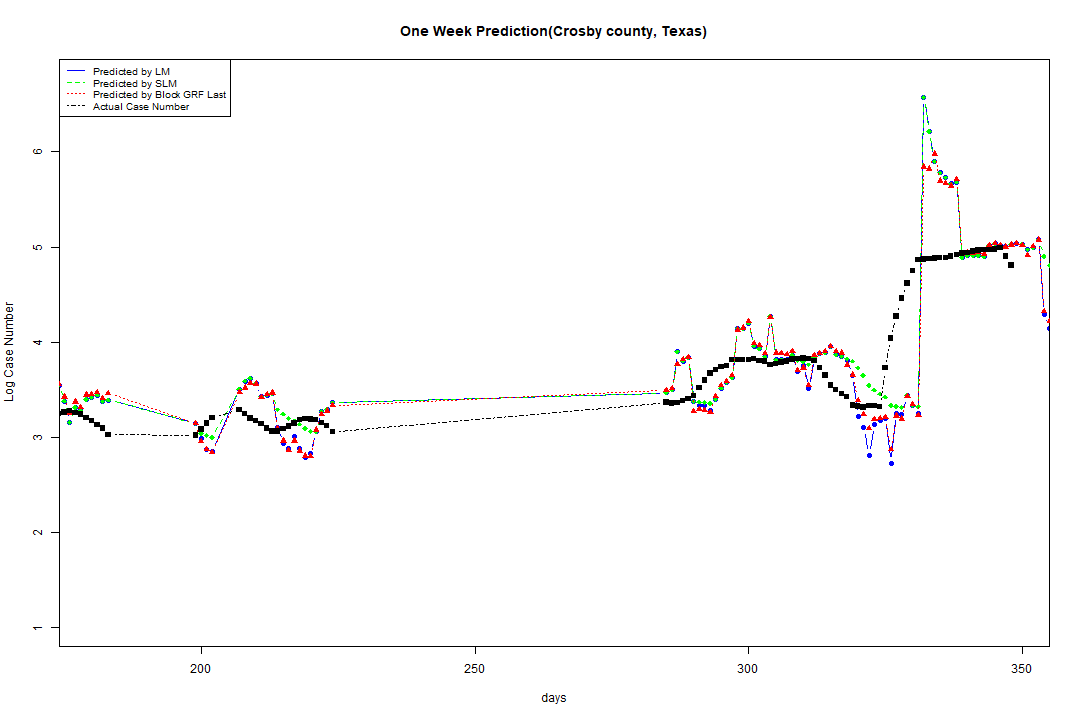 One Week Prediction(Crosby county, Texas)
Predicted by LM
Predicted by SLM
Predicted by Block GRF Last
Actual Case Number
Log Case Number
6
5
4
3
2
1
200
250
300
350
days